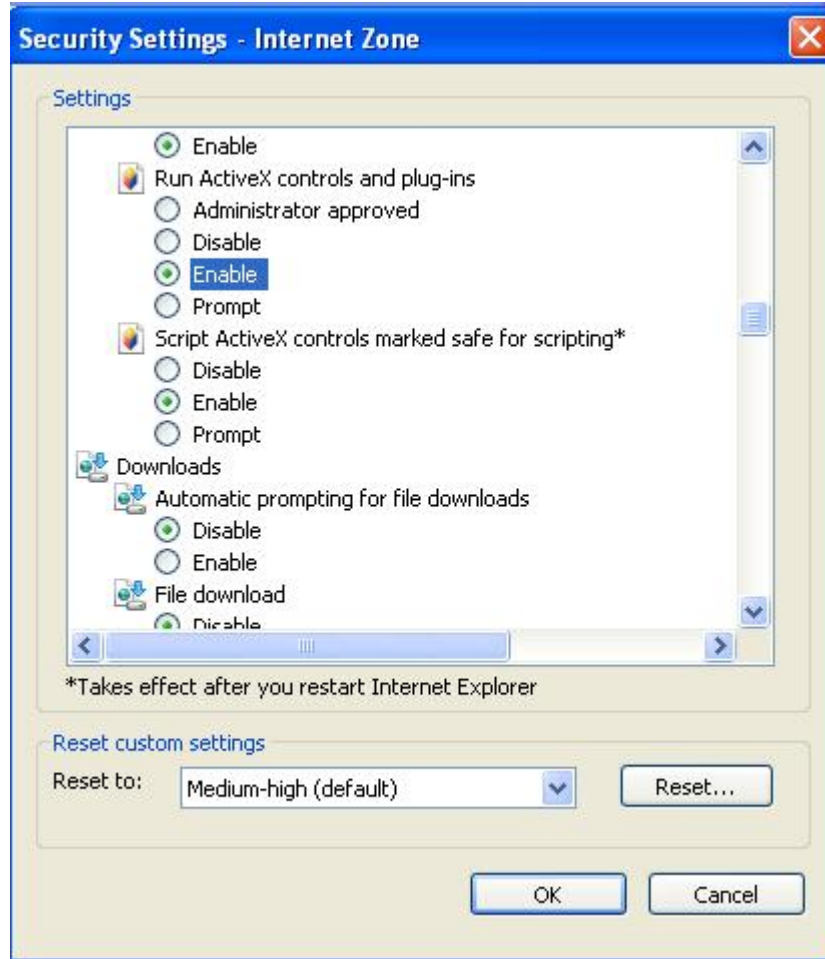 Security Settings - Internet Zone
Settings
Enable
Run ActiveX controls and plug-ins
Administrator approved
Disable
Enable
Prompt
Script ActiveX controls marked safe for scripting*
Disable
Enable
Prompt
Downloads
Automatic prompting for file downloads
Disable
Enable
File download
Disable
*Takes effect after you restart Internet Explorer
Reset custom settings
Reset to: Medium-high (default) Reset...
OK Cancel